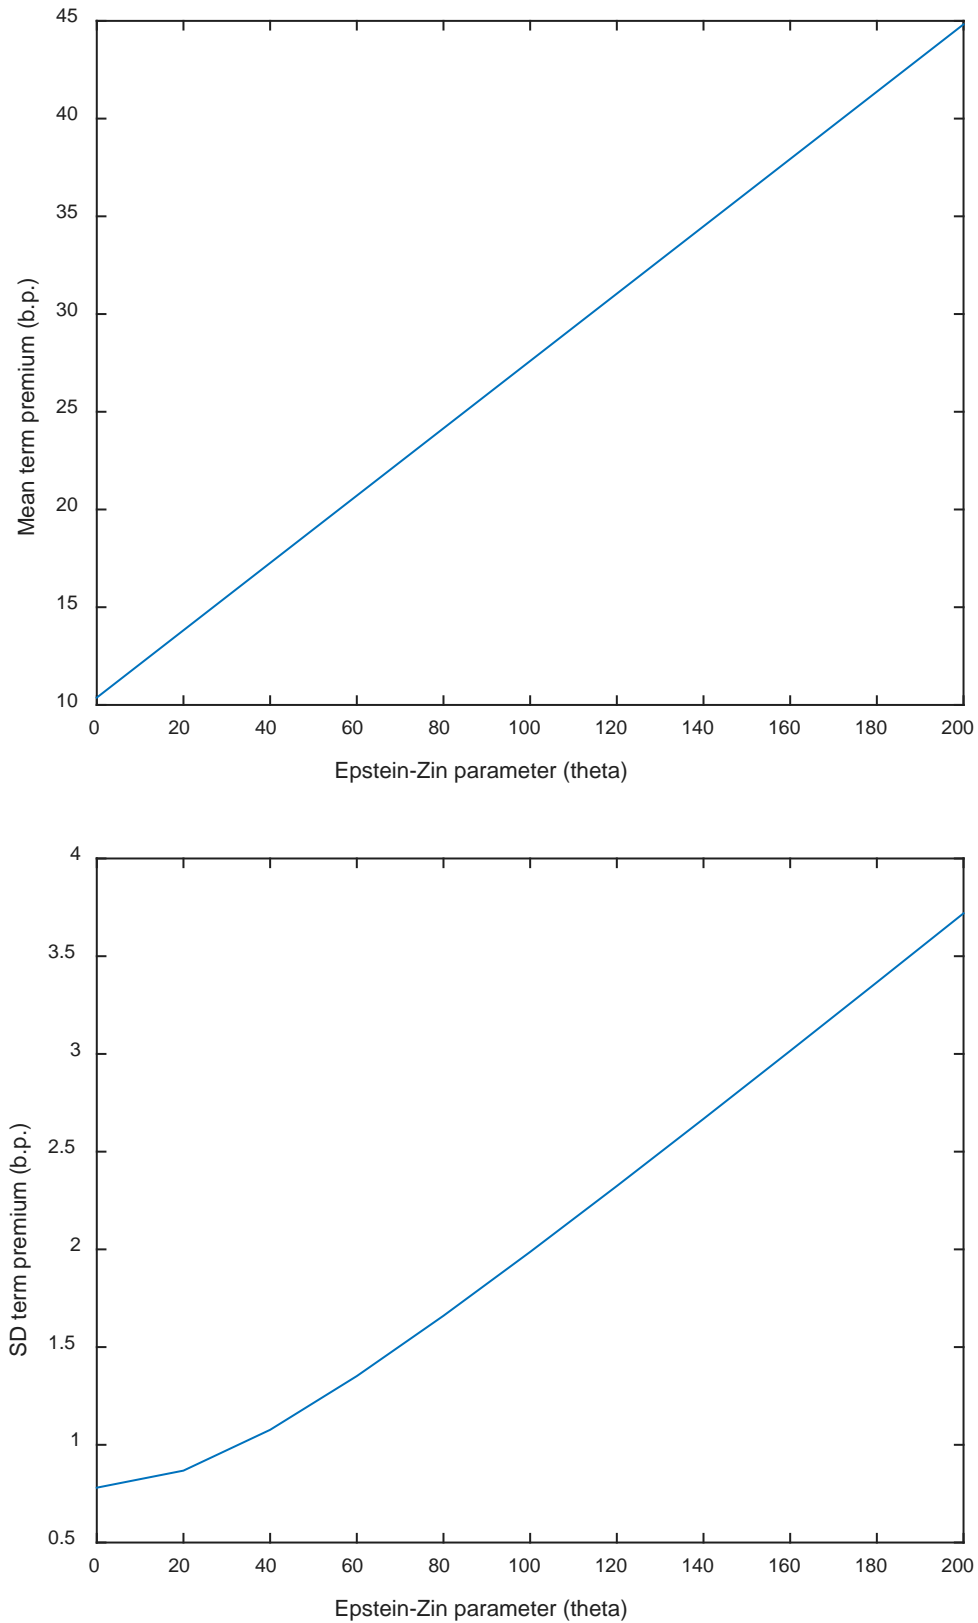 45
40
35
30
25
20
15
10
Mean term premium (b.p.)
0 20 40 60 80 100 120 140 160 180 200
Epstein-Zin parameter (theta)
4
3.5
3
2.5
2
1.5
1
0.5
SD term premium (b.p.)
0 20 40 60 80 100 120 140 160 180 200
Epstein-Zin parameter (theta)